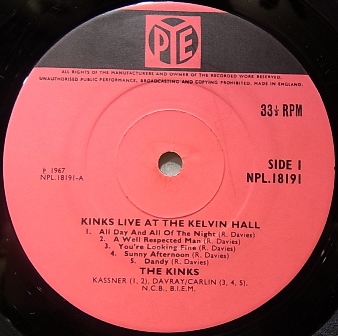 PYE
ALL RIGHTS OF THE MANUFACTURERS AND OWNER OF THE RECORDED WORK RESERVED.
UNAUTHORISED PUBLIC PERFORMANCE, BROADCASTING AND COPYING PROHIBITED. MADE IN ENGLAND.
33⅓ RPM
℗ 1967
NPL.18191-A
SIDE 1
NPL.18191
KINKS LIVE AT THE KELVIN HALL
1. All Day And All Of The Night (R. Davies)
2. A Well Respected Man (R. Davies)
3. You're Looking Fine (R. Davies)
4. Sunny Afternoon (R. Davies)
5. Dandy (R. Davies)
THE KINKS
KASSNER (1, 2), DAVRAY/CARLIN (3, 4, 5),
N.C.B., B.I.E.M.